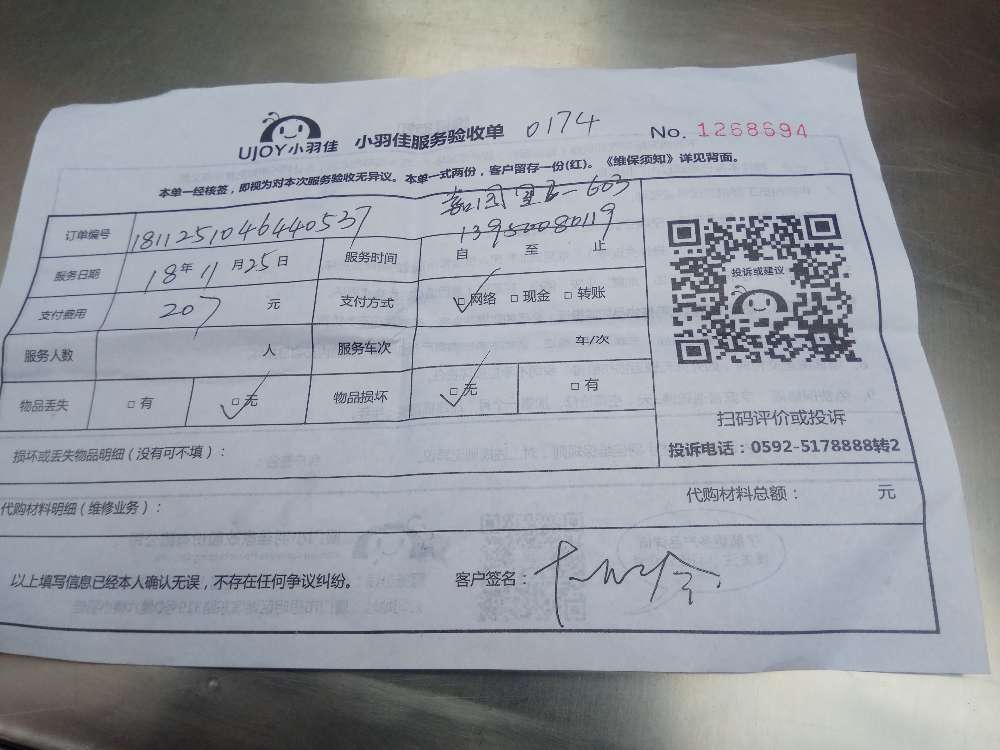 UJOY小羽佳 小羽佳服务验收单 0174 No. 1268694
本单一经核签，即视为对本次服务验收无异议。本单一式两份，客户留存一份(红)。《维保须知》详见背面。
603
订单编号 181125104646440537 13950080119
服务日期 18年11月25日 服务时间 自 至 止
支付费用 207 元 支付方式 □网络 □现金 □转账
服务人数 人 服务车次 车/次
物品丢失 □有 □无 物品损坏 □无 □有
投诉或建议
扫码评价或投诉
投诉电话：0592-5178888转2
损坏或丢失物品明细（没有可不填）：
代购材料明细（维修业务）： 代购材料总额： 元
以上填写信息已经本人确认无误，不存在任何争议纠纷。 客户签名：